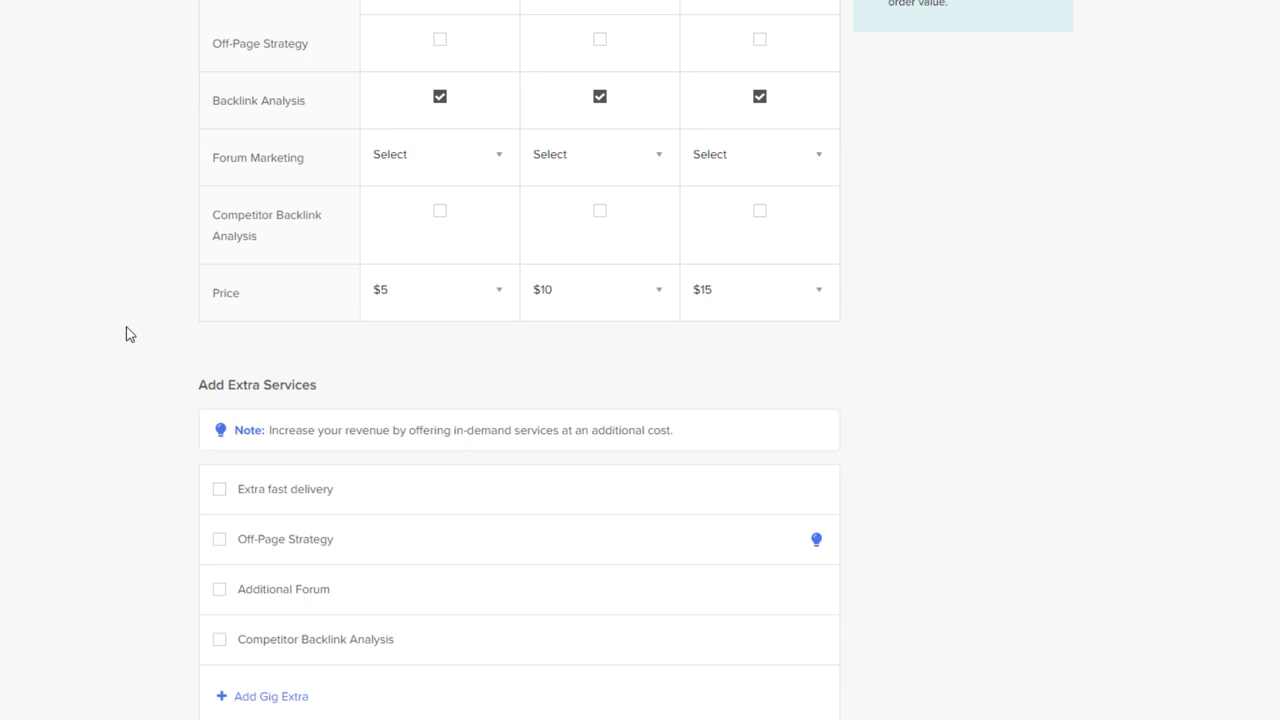 order value.
Off-Page Strategy
Backlink Analysis
Forum Marketing Select Select Select
Competitor Backlink
Analysis
Price $5 $10 $15
Add Extra Services
Note: Increase your revenue by offering in-demand services at an additional cost.
Extra fast delivery
Off-Page Strategy
Additional Forum
Competitor Backlink Analysis
+ Add Gig Extra